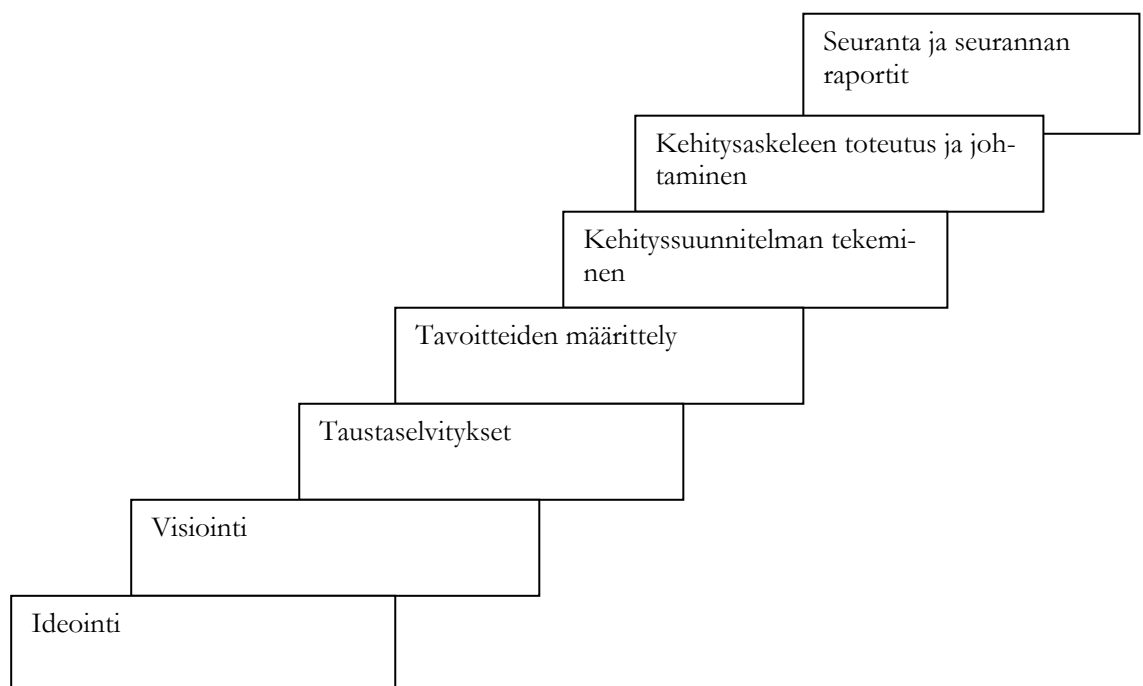 Seuranta ja seurannan
raportit
Kehitysaskeleen toteutus ja joh-
taminen
Kehityssuunnitelman tekemi-
nen
Tavoitteiden määrittely
Taustaselvitykset
Visiointi
Ideointi